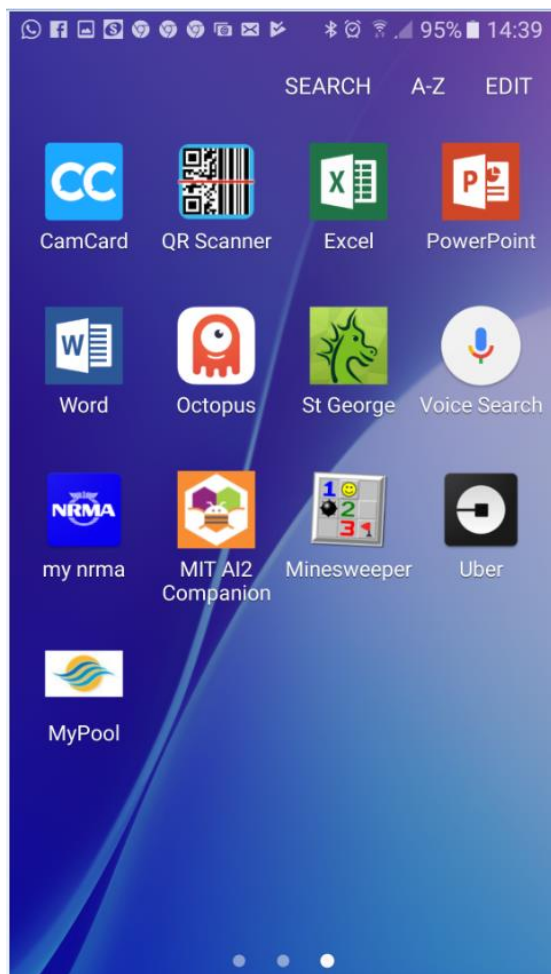 95% 14:39
SEARCH A-Z EDIT
CC
CamCard QR Scanner Excel PowerPoint
Word Octopus St George Voice Search
NRMA
my nrma MIT AI2 Companion Minesweeper Uber
MyPool